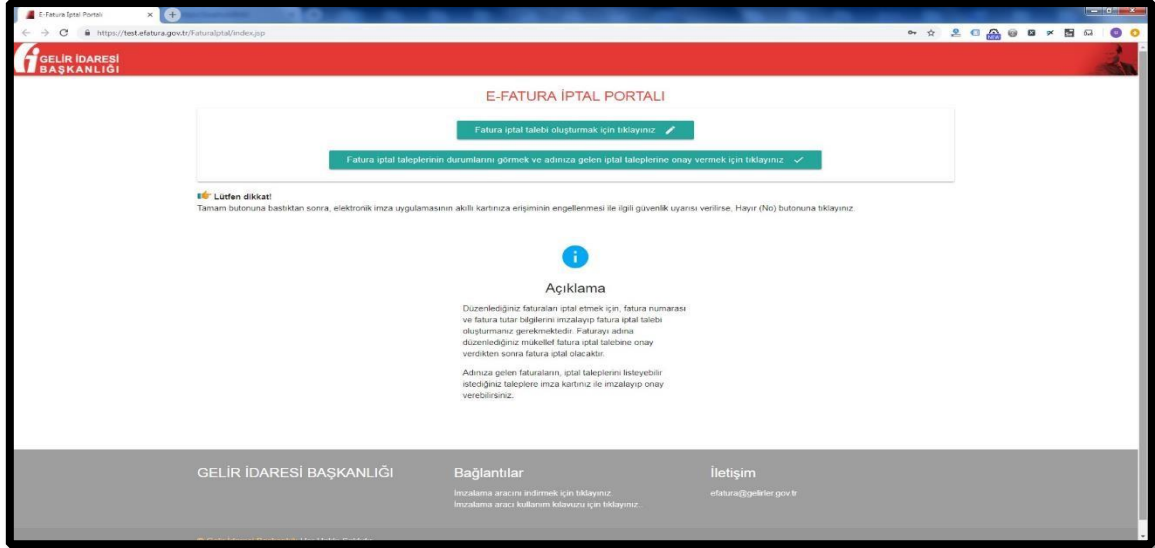 E-Fatura İptal Portalı
https://test.efatura.gov.tr/FaturaIptal/index.jsp
NEW
GELİR İDARESİ
BAŞKANLIĞI
E-FATURA İPTAL PORTALI
Fatura iptal talebi oluşturmak için tıklayınız
Fatura iptal taleplerinin durumlarını görmek ve adınıza gelen iptal taleplerine onay vermek için tıklayınız
Lütfen dikkat!
Tamam butonuna bastıktan sonra, elektronik imza uygulamasının akıllı kartınıza erişiminin engellenmesi ile ilgili güvenlik uyarısı verilirse, Hayır (No) butonuna tıklayınız.
Açıklama
Düzenlediğiniz faturaları iptal etmek için, fatura numarası
ve fatura tutar bilgilerini imzalayıp fatura iptal talebi
oluşturmanız gerekmektedir. Faturayı adına
düzenlediğiniz mükellef fatura iptal talebine onay
verdikten sonra fatura iptal olacaktır.
Adınıza gelen faturaların, iptal taleplerini listeyebilir
istediğiniz taleplere imza kartınız ile imzalayıp onay
verebilirsiniz.
GELİR İDARESİ BAŞKANLIĞI
Bağlantılar
İletişim
İmzalama aracını indirmek için tıklayınız.
efatura@gelirler.gov.tr
İmzalama aracı kullanım kılavuzu için tıklayınız..